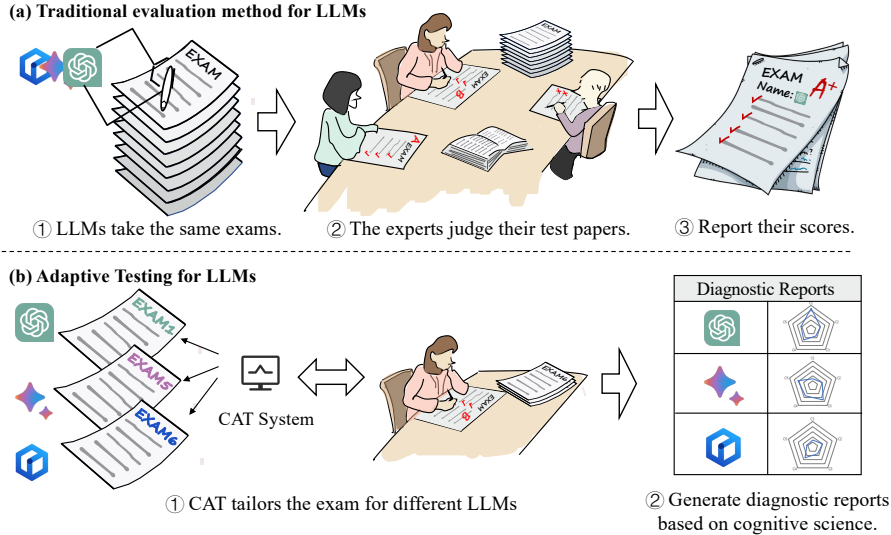 (a) Traditional evaluation method for LLMs
EXAM
EXAM
B
EXAM
A
EXAM
Name:
A+
① LLMs take the same exams.
② The experts judge their test papers.
③ Report their scores.
(b) Adaptive Testing for LLMs
EXAM1
EXAM5
EXAM6
CAT System
EXAM
B
EXAM6
Diagnostic Reports
① CAT tailors the exam for different LLMs
② Generate diagnostic reports
based on cognitive science.